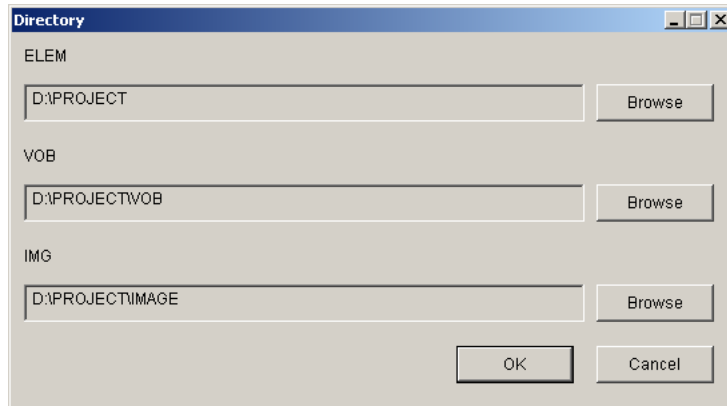 Directory
ELEM
D:\PROJECT
Browse
VOB
D:\PROJECT\VOB
Browse
IMG
D:\PROJECT\IMAGE
Browse
OK
Cancel